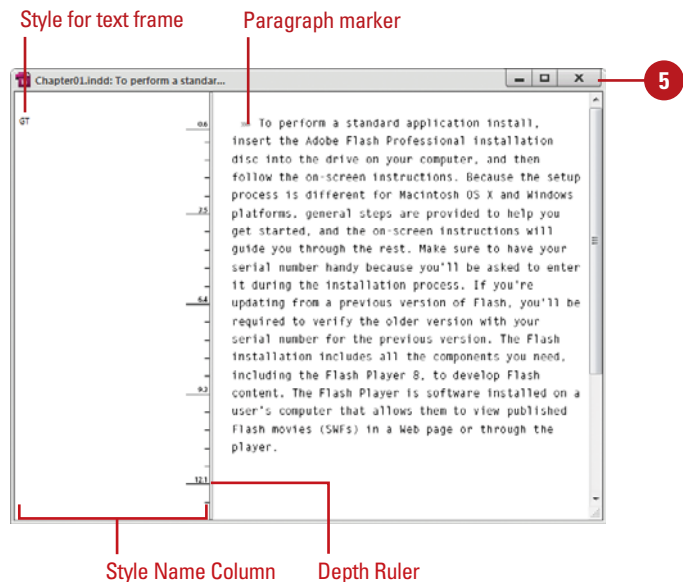 Style for text frame
Paragraph marker
Chapter01.indd: To perform a standar...
5
GT
0.6
To perform a standard application install,
insert the Adobe Flash Professional installation
disc into the drive on your computer, and then
follow the on-screen instructions. Because the setup
process is different for Macintosh OS X and Windows
2.5
platforms, general steps are provided to help you
get started, and the on-screen instructions will
guide you through the rest. Make sure to have your
serial number handy because you'll be asked to enter
it during the installation process. If you're
6.4
updating from a previous version of Flash, you'll be
required to verify the older version with your
serial number for the previous version. The Flash
installation includes all the components you need,
including the Flash Player 8, to develop Flash
9.3
content. The Flash Player is software installed on a
user's computer that allows them to view published
Flash movies (SWFs) in a Web page or through the
player.
12.1
Style Name Column
Depth Ruler